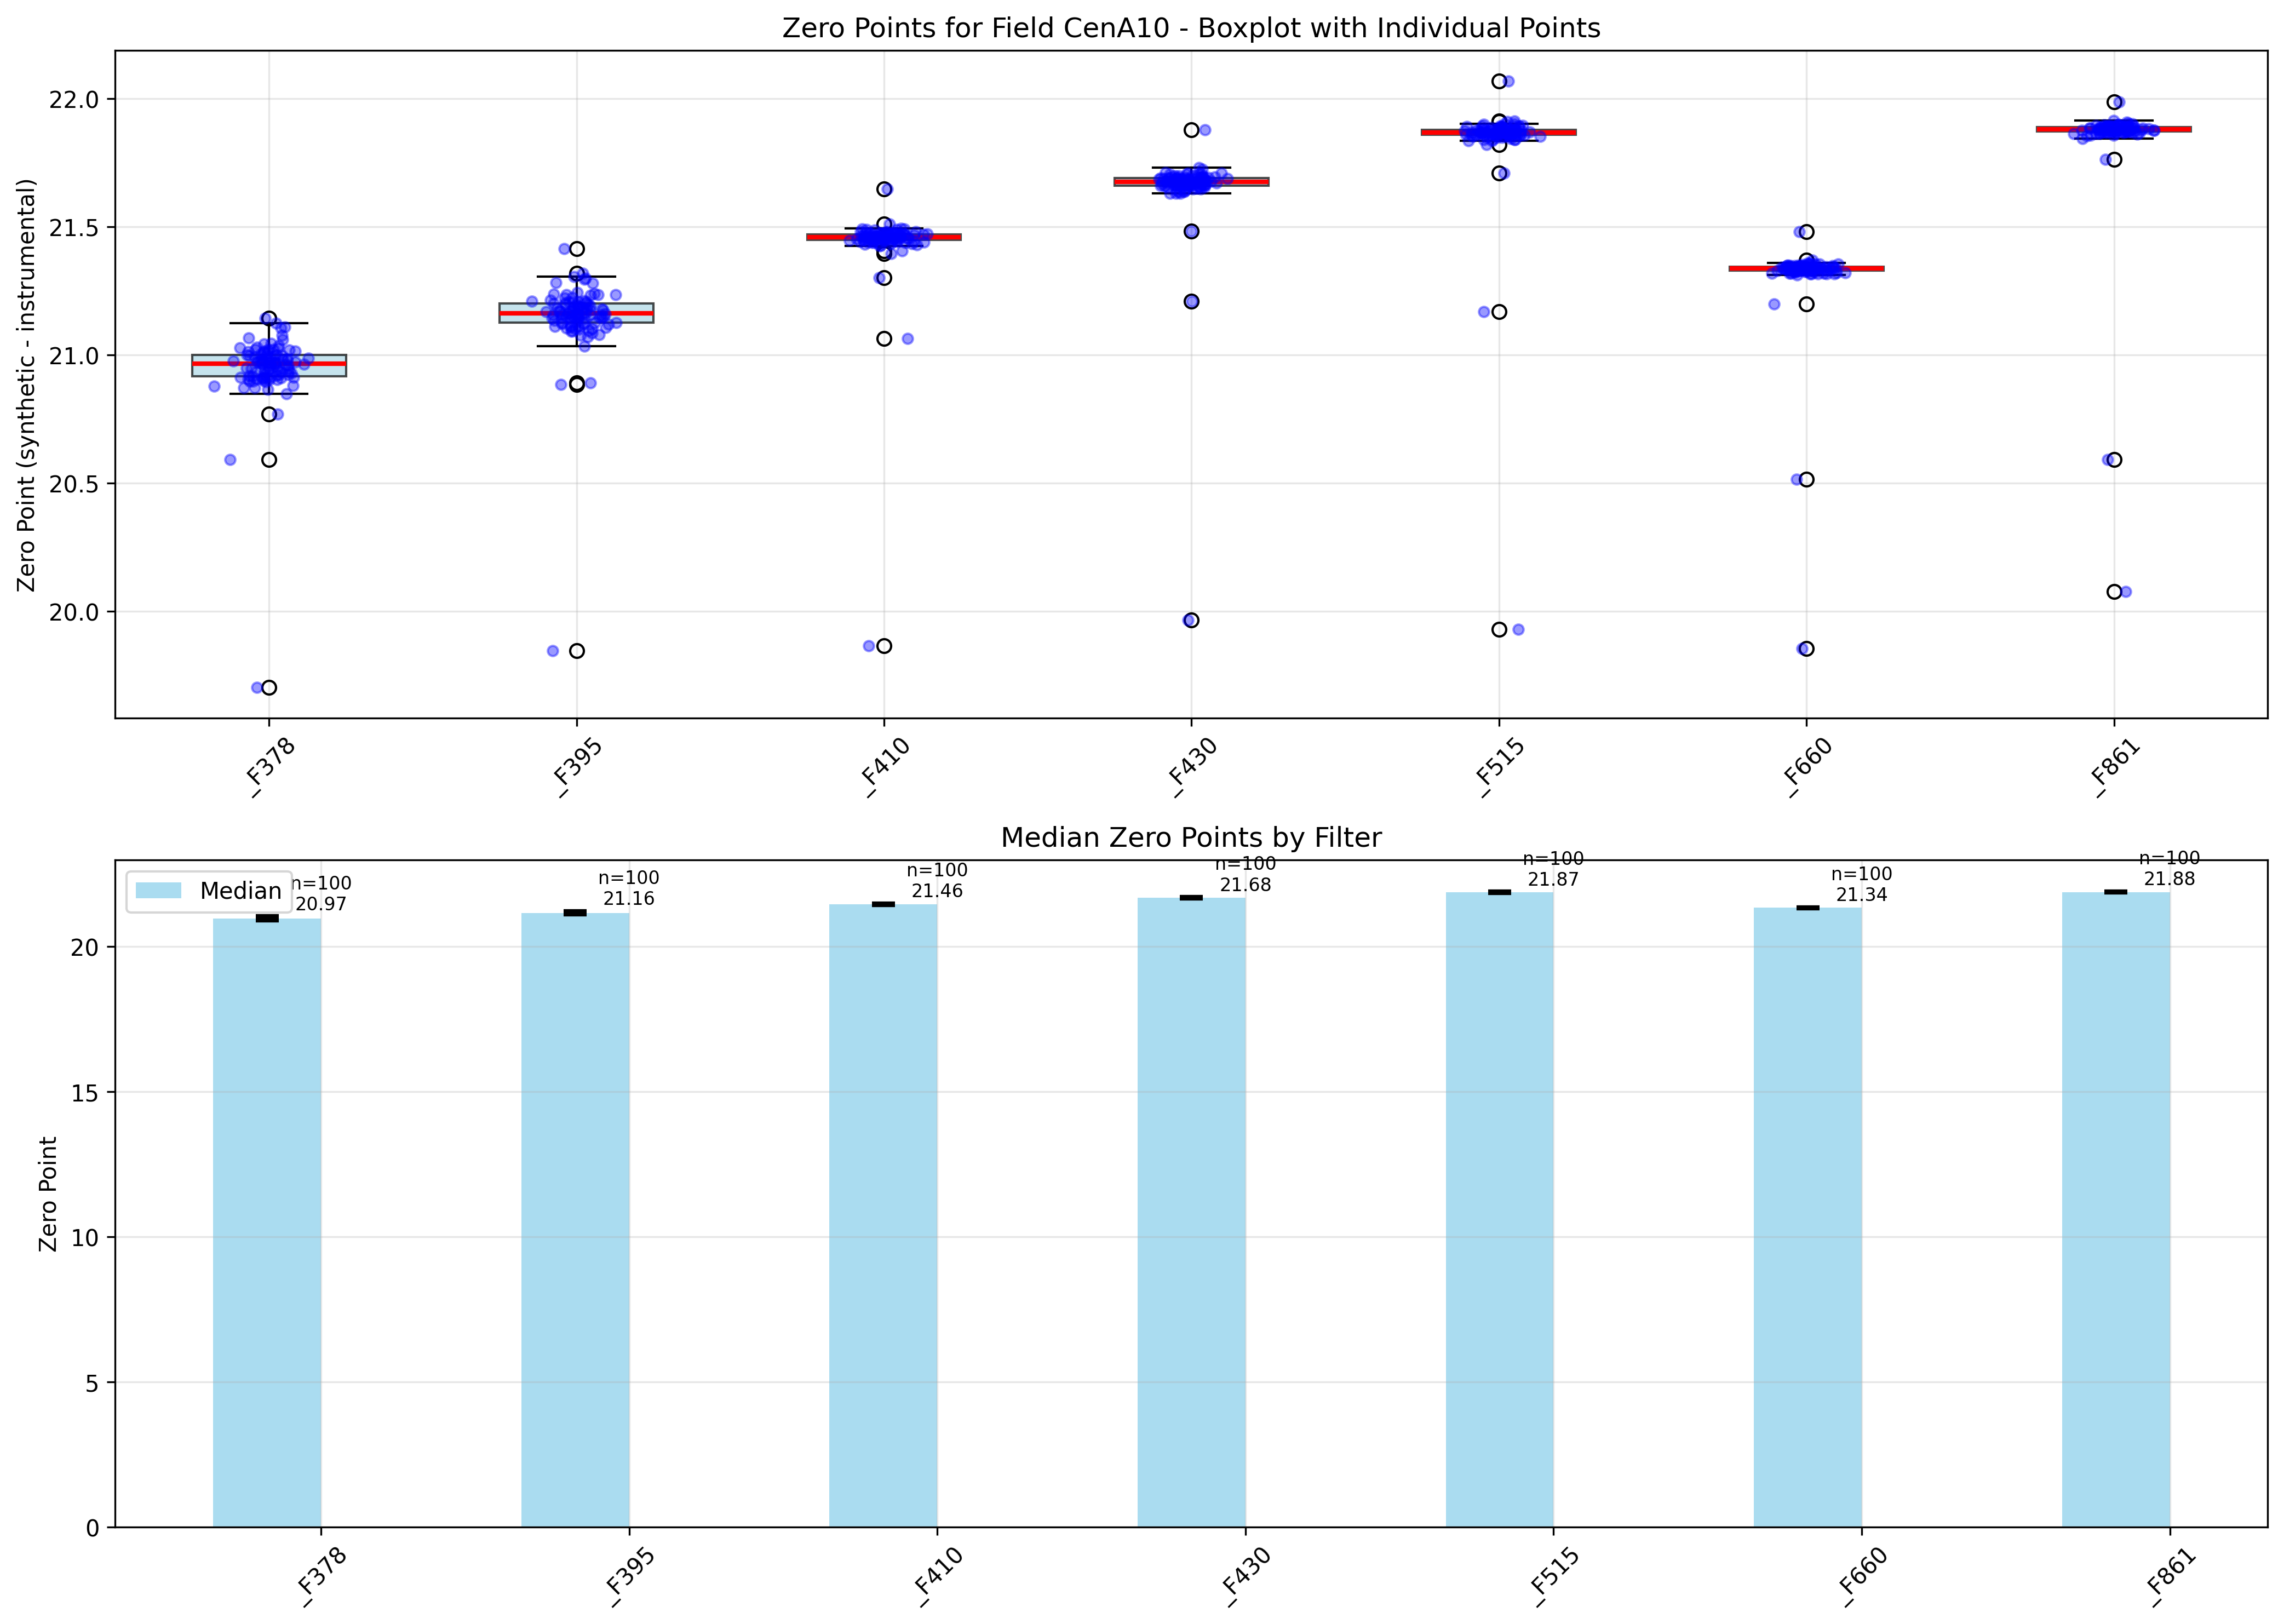 Zero Points for Field CenA10 - Boxplot with Individual Points
Zero Point (synthetic - instrumental)
22.0
21.5
21.0
20.5
20.0
_F378
_F395
_F410
_F430
_F515
_F660
_F861
Median Zero Points by Filter
Median
n=100
20.97
n=100
21.16
n=100
21.46
n=100
21.68
n=100
21.87
n=100
21.34
n=100
21.88
Zero Point
20
15
10
5
0
_F378
_F395
_F410
_F430
_F515
_F660
_F861